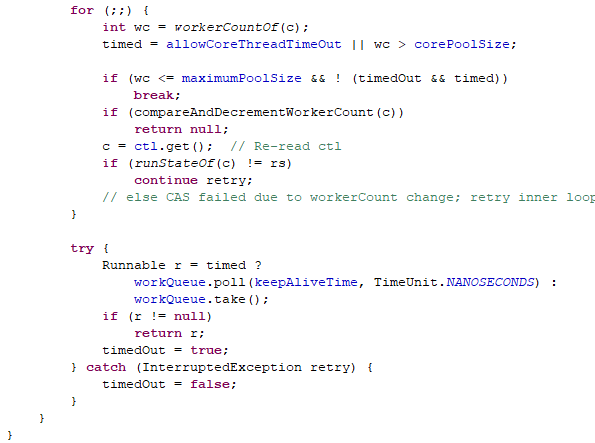 for (;;) {
int wc = workerCountOf(c);
timed = allowCoreThreadTimeOut || wc > corePoolSize;
if (wc <= maximumPoolSize && ! (timedOut && timed))
break;
if (compareAndDecrementWorkerCount(c))
return null;
c = ctl.get();  // Re-read ctl
if (runStateOf(c) != rs)
continue retry;
// else CAS failed due to workerCount change; retry inner loop
}
try {
Runnable r = timed ?
workQueue.poll(keepAliveTime, TimeUnit.NANOSECONDS) :
workQueue.take();
if (r != null)
return r;
timedOut = true;
} catch (InterruptedException retry) {
timedOut = false;
}
}
}